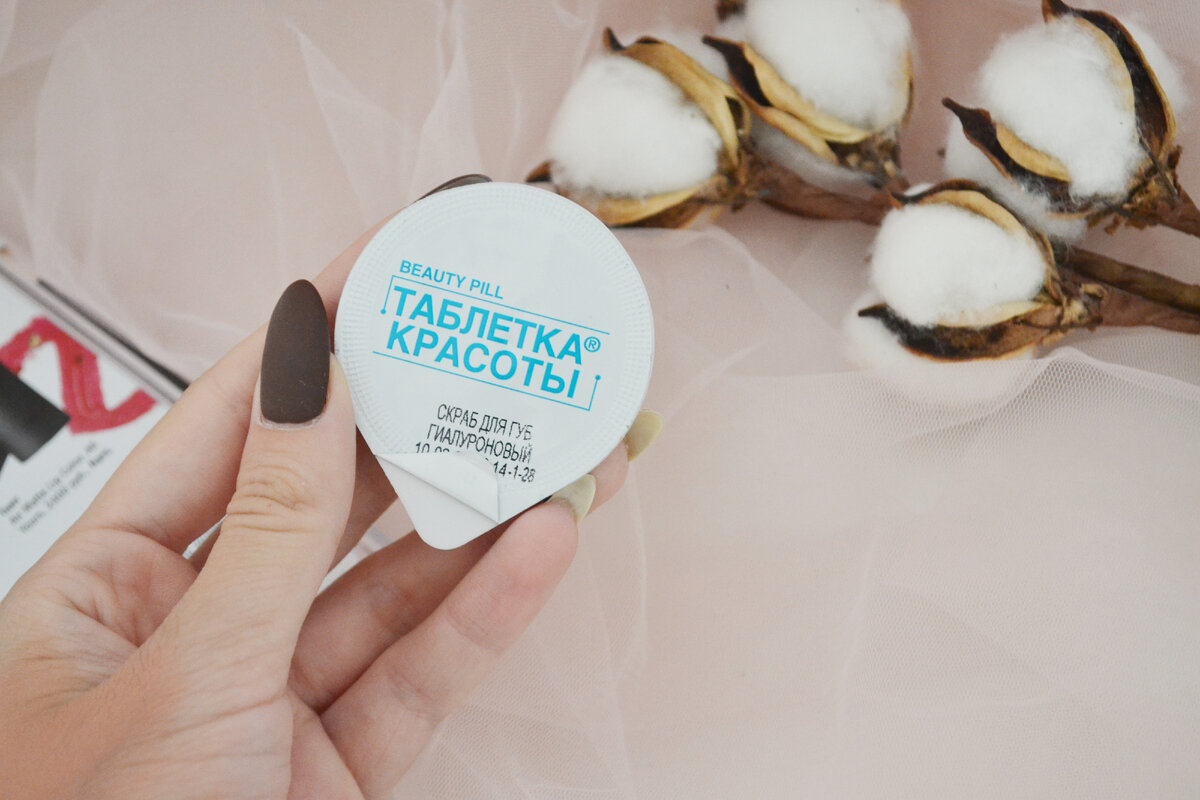 BEAUTY PILL
ТАБЛЕТКА®
КРАСОТЫ
СКРАБ ДЛЯ ГУБ
ГИАЛУРОНОВЫЙ
14-1-28